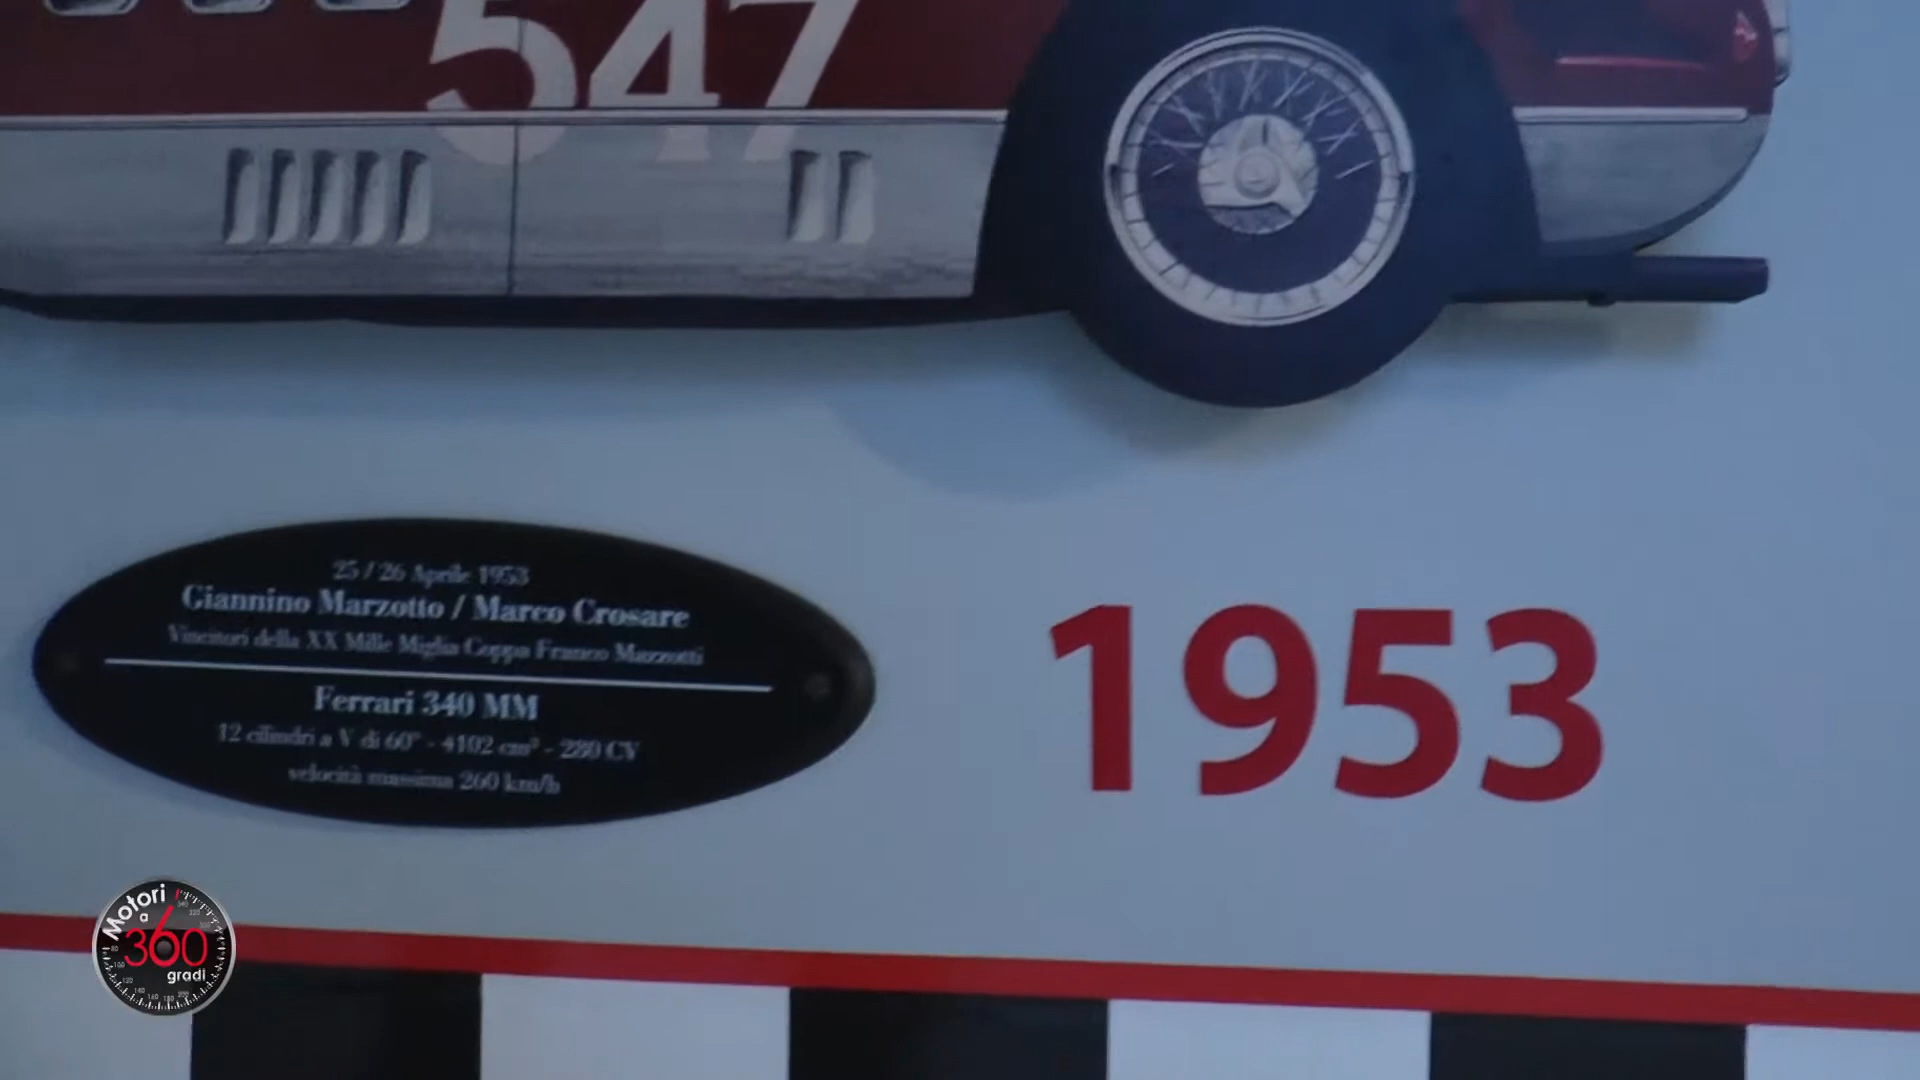 547
25 / 26 Aprile 1953
Giannino Marzotto / Marco Crosare
Vincitori della XX Mille Miglia Coppa Franco Mazzotti
Ferrari 340 MM
12 cilindri a V di 60° - 4102 cm³ - 280 CV
velocità massima 260 km/h
1953
Motori
a
360
gradi